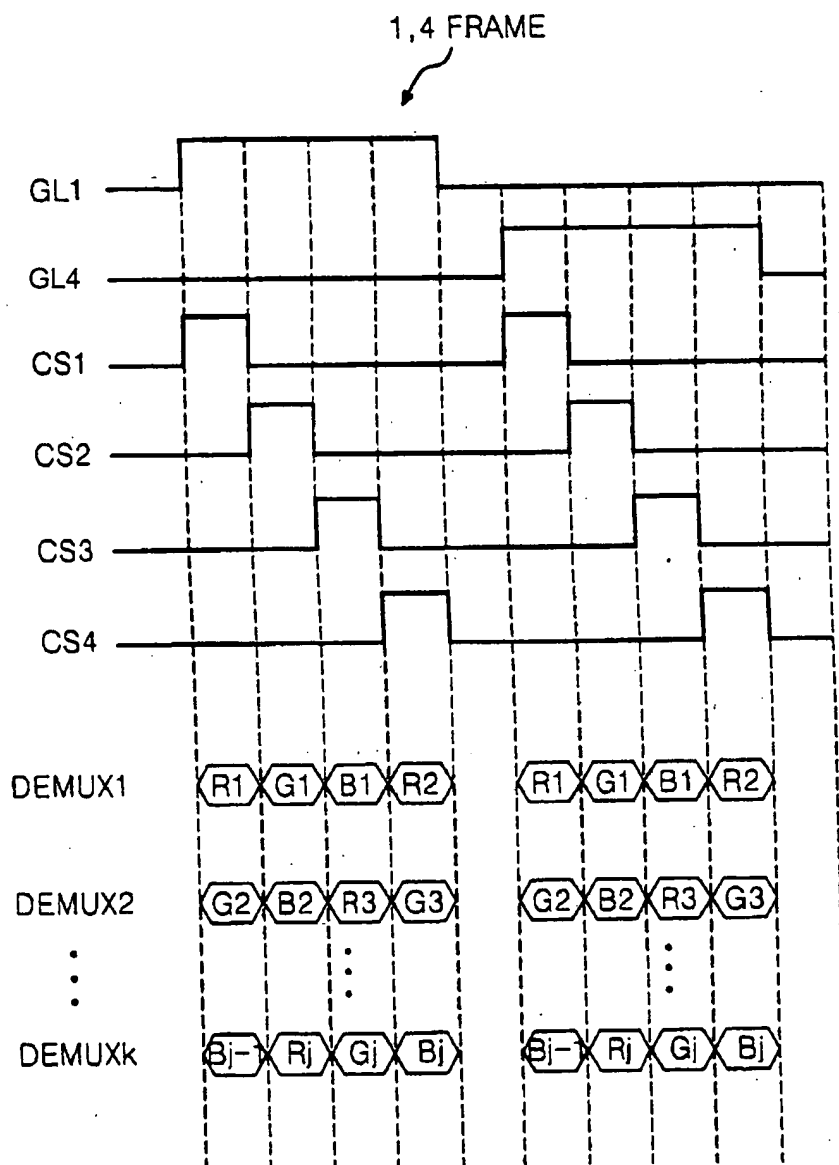 1,4 FRAME
GL1
GL4
CS1
CS2
CS3
CS4
DEMUX1 R1 G1 B1 R2 R1 G1 B1 R2
DEMUX2 G2 B2 R3 G3 G2 B2 R3 G3
DEMUXk Bj-1 Rj Gj Bj Bj-1 Rj Gj Bj